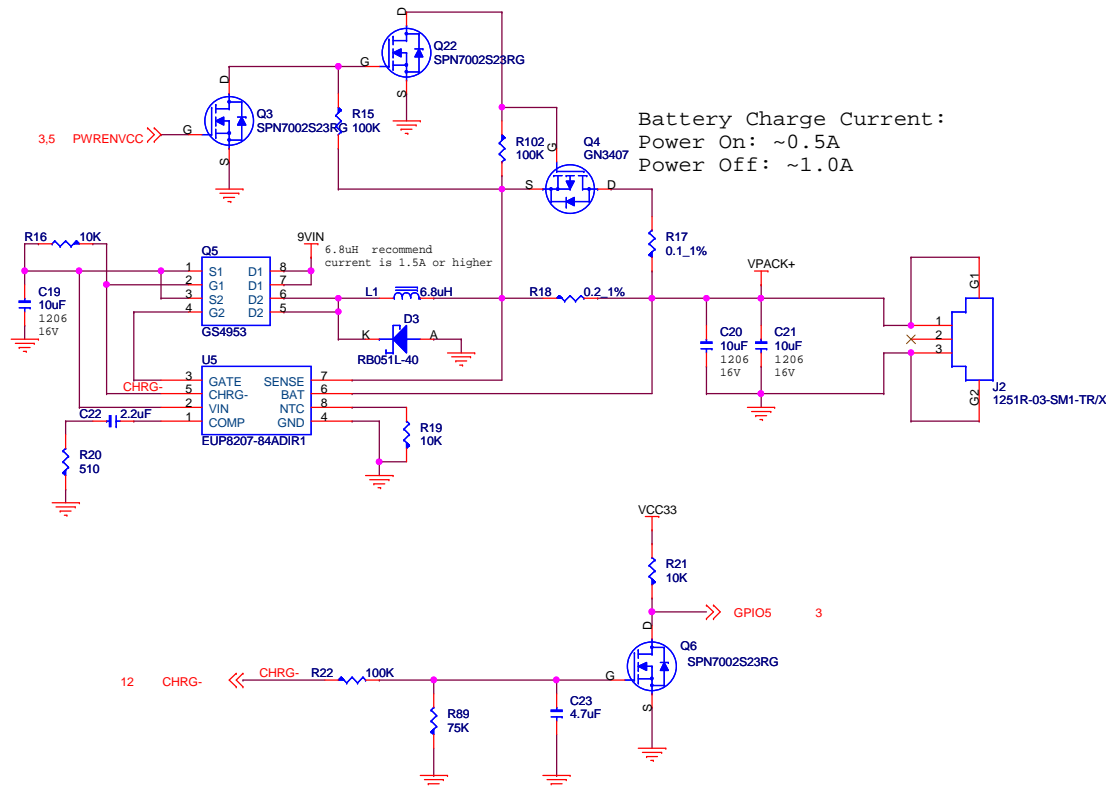 D
Q22
SPN7002S23RG
G
S
D
Q3
SPN7002S23RG
G
S
3,5 PWRENVCC
R15
100K
R102
100K
Q4
GN3407
G
S
D
Battery Charge Current:
Power On: ~0.5A
Power Off: ~1.0A
R16 10K
Q5
9VIN
6.8uH recommend
current is 1.5A or higher
R17
0.1_1%
VPACK+
1 S1 D1 8
2 G1 D1 7
3 S2 D2 6
4 G2 D2 5
GS4953
C19
10uF
1206
16V
L1 6.8uH
R18 0.2_1%
D3
K A
RB051L-40
C20
10uF
1206
16V
C21
10uF
1206
16V
G1
1
2
3
G2
J2
1251R-03-SM1-TR/X
U5
3 GATE SENSE 7
CHRG-
5 CHRG- BAT 6
2 VIN NTC 8
1 COMP GND 4
EUP8207-84ADIR1
C22 2.2uF
R20
510
R19
10K
VCC33
R21
10K
GPIO5 3
D
Q6
SPN7002S23RG
G
S
12 CHRG-
CHRG-
R22 100K
R89
75K
C23
4.7uF